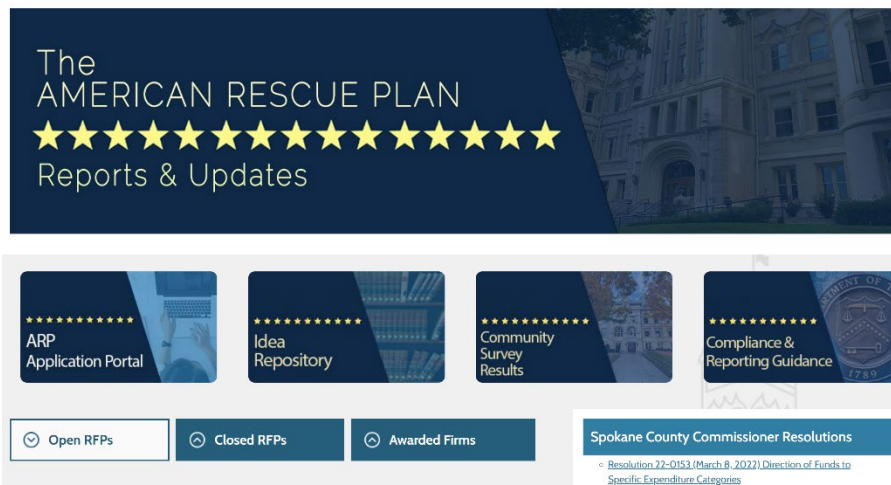 The
AMERICAN RESCUE PLAN
Reports & Updates
ARP
Application Portal
Idea
Repository
Community
Survey
Results
Compliance &
Reporting Guidance
1789
Open RFPs
Closed RFPs
Awarded Firms
Spokane County Commissioner Resolutions
Resolution 22-0153 (March 8, 2022) Direction of Funds to
Specific Expenditure Categories